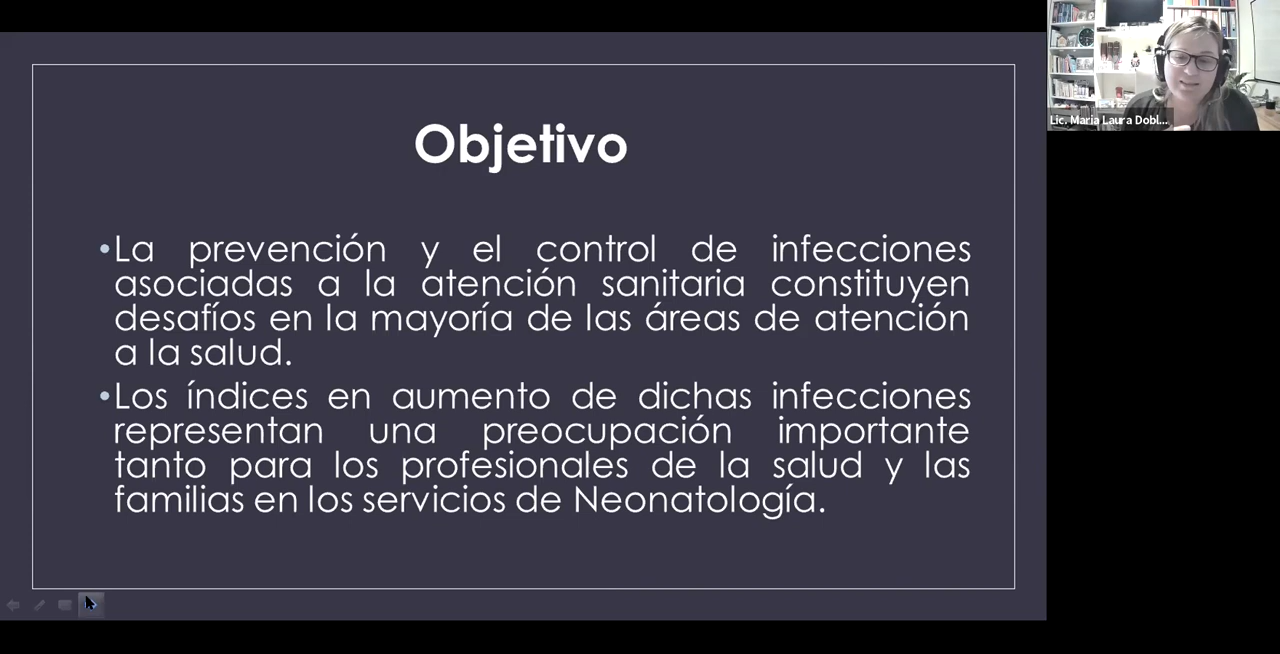 Objetivo
•La prevención y el control de infecciones
asociadas a la atención sanitaria constituyen
desafíos en la mayoría de las áreas de atención
a la salud.
•Los índices en aumento de dichas infecciones
representan una preocupación importante
tanto para los profesionales de la salud y las
familias en los servicios de Neonatología.
Lic. Maria Laura Dobl...